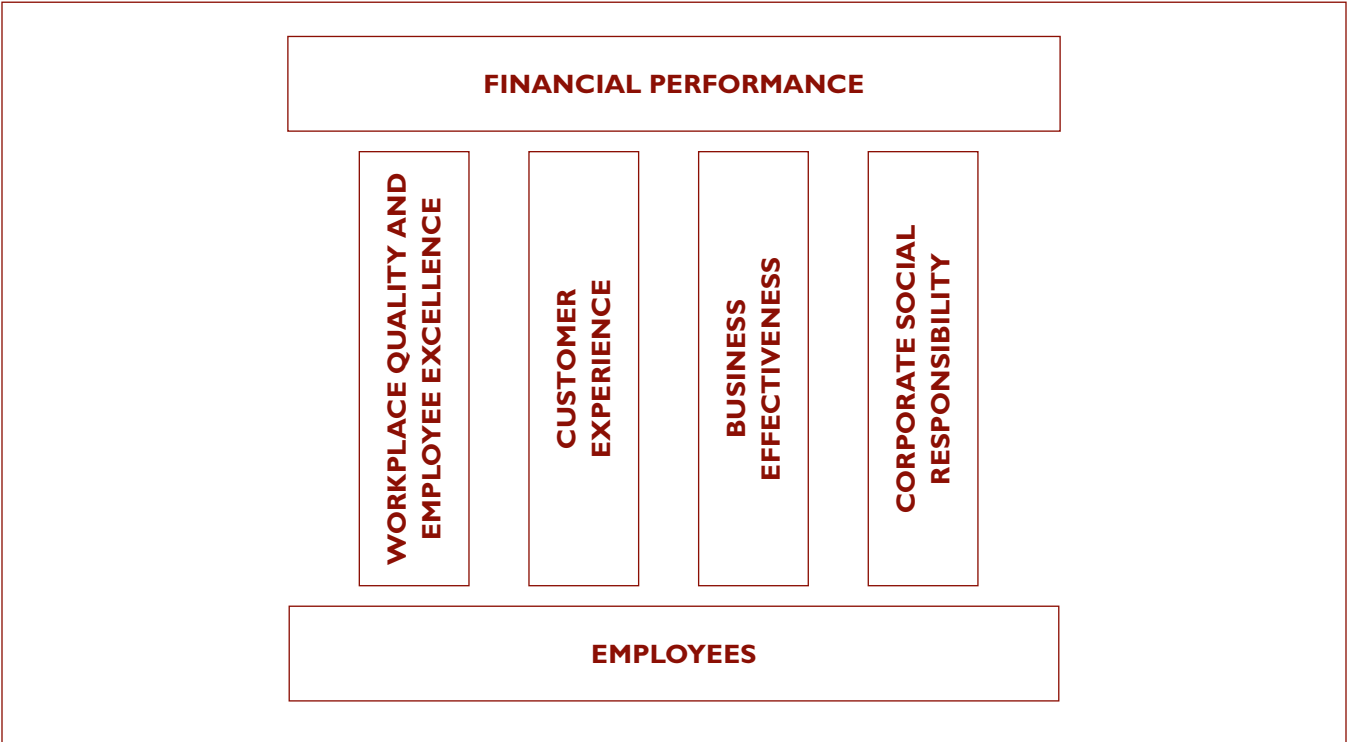 FINANCIAL PERFORMANCE
WORKPLACE QUALITY AND
EMPLOYEE EXCELLENCE
CUSTOMER
EXPERIENCE
BUSINESS
EFFECTIVENESS
CORPORATE SOCIAL
RESPONSIBILITY
EMPLOYEES